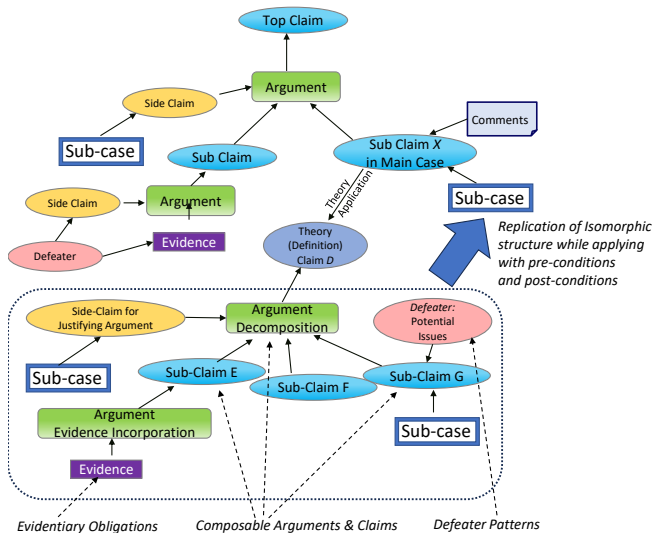 Top Claim
Argument
Side Claim
Comments
Sub-case
Sub Claim
Sub Claim X
in Main Case
Theory
Application
Sub-case
Side Claim
Argument
Defeater
Evidence
Theory
(Definition)
Claim D
Replication of Isomorphic
structure while applying
with pre-conditions
and post-conditions
Side-Claim for
Justifying Argument
Argument
Decomposition
Defeater:
Potential
Issues
Sub-case
Sub-Claim E
Sub-Claim F
Sub-Claim G
Argument
Evidence Incorporation
Sub-case
Evidence
Evidentiary Obligations
Composable Arguments & Claims
Defeater Patterns